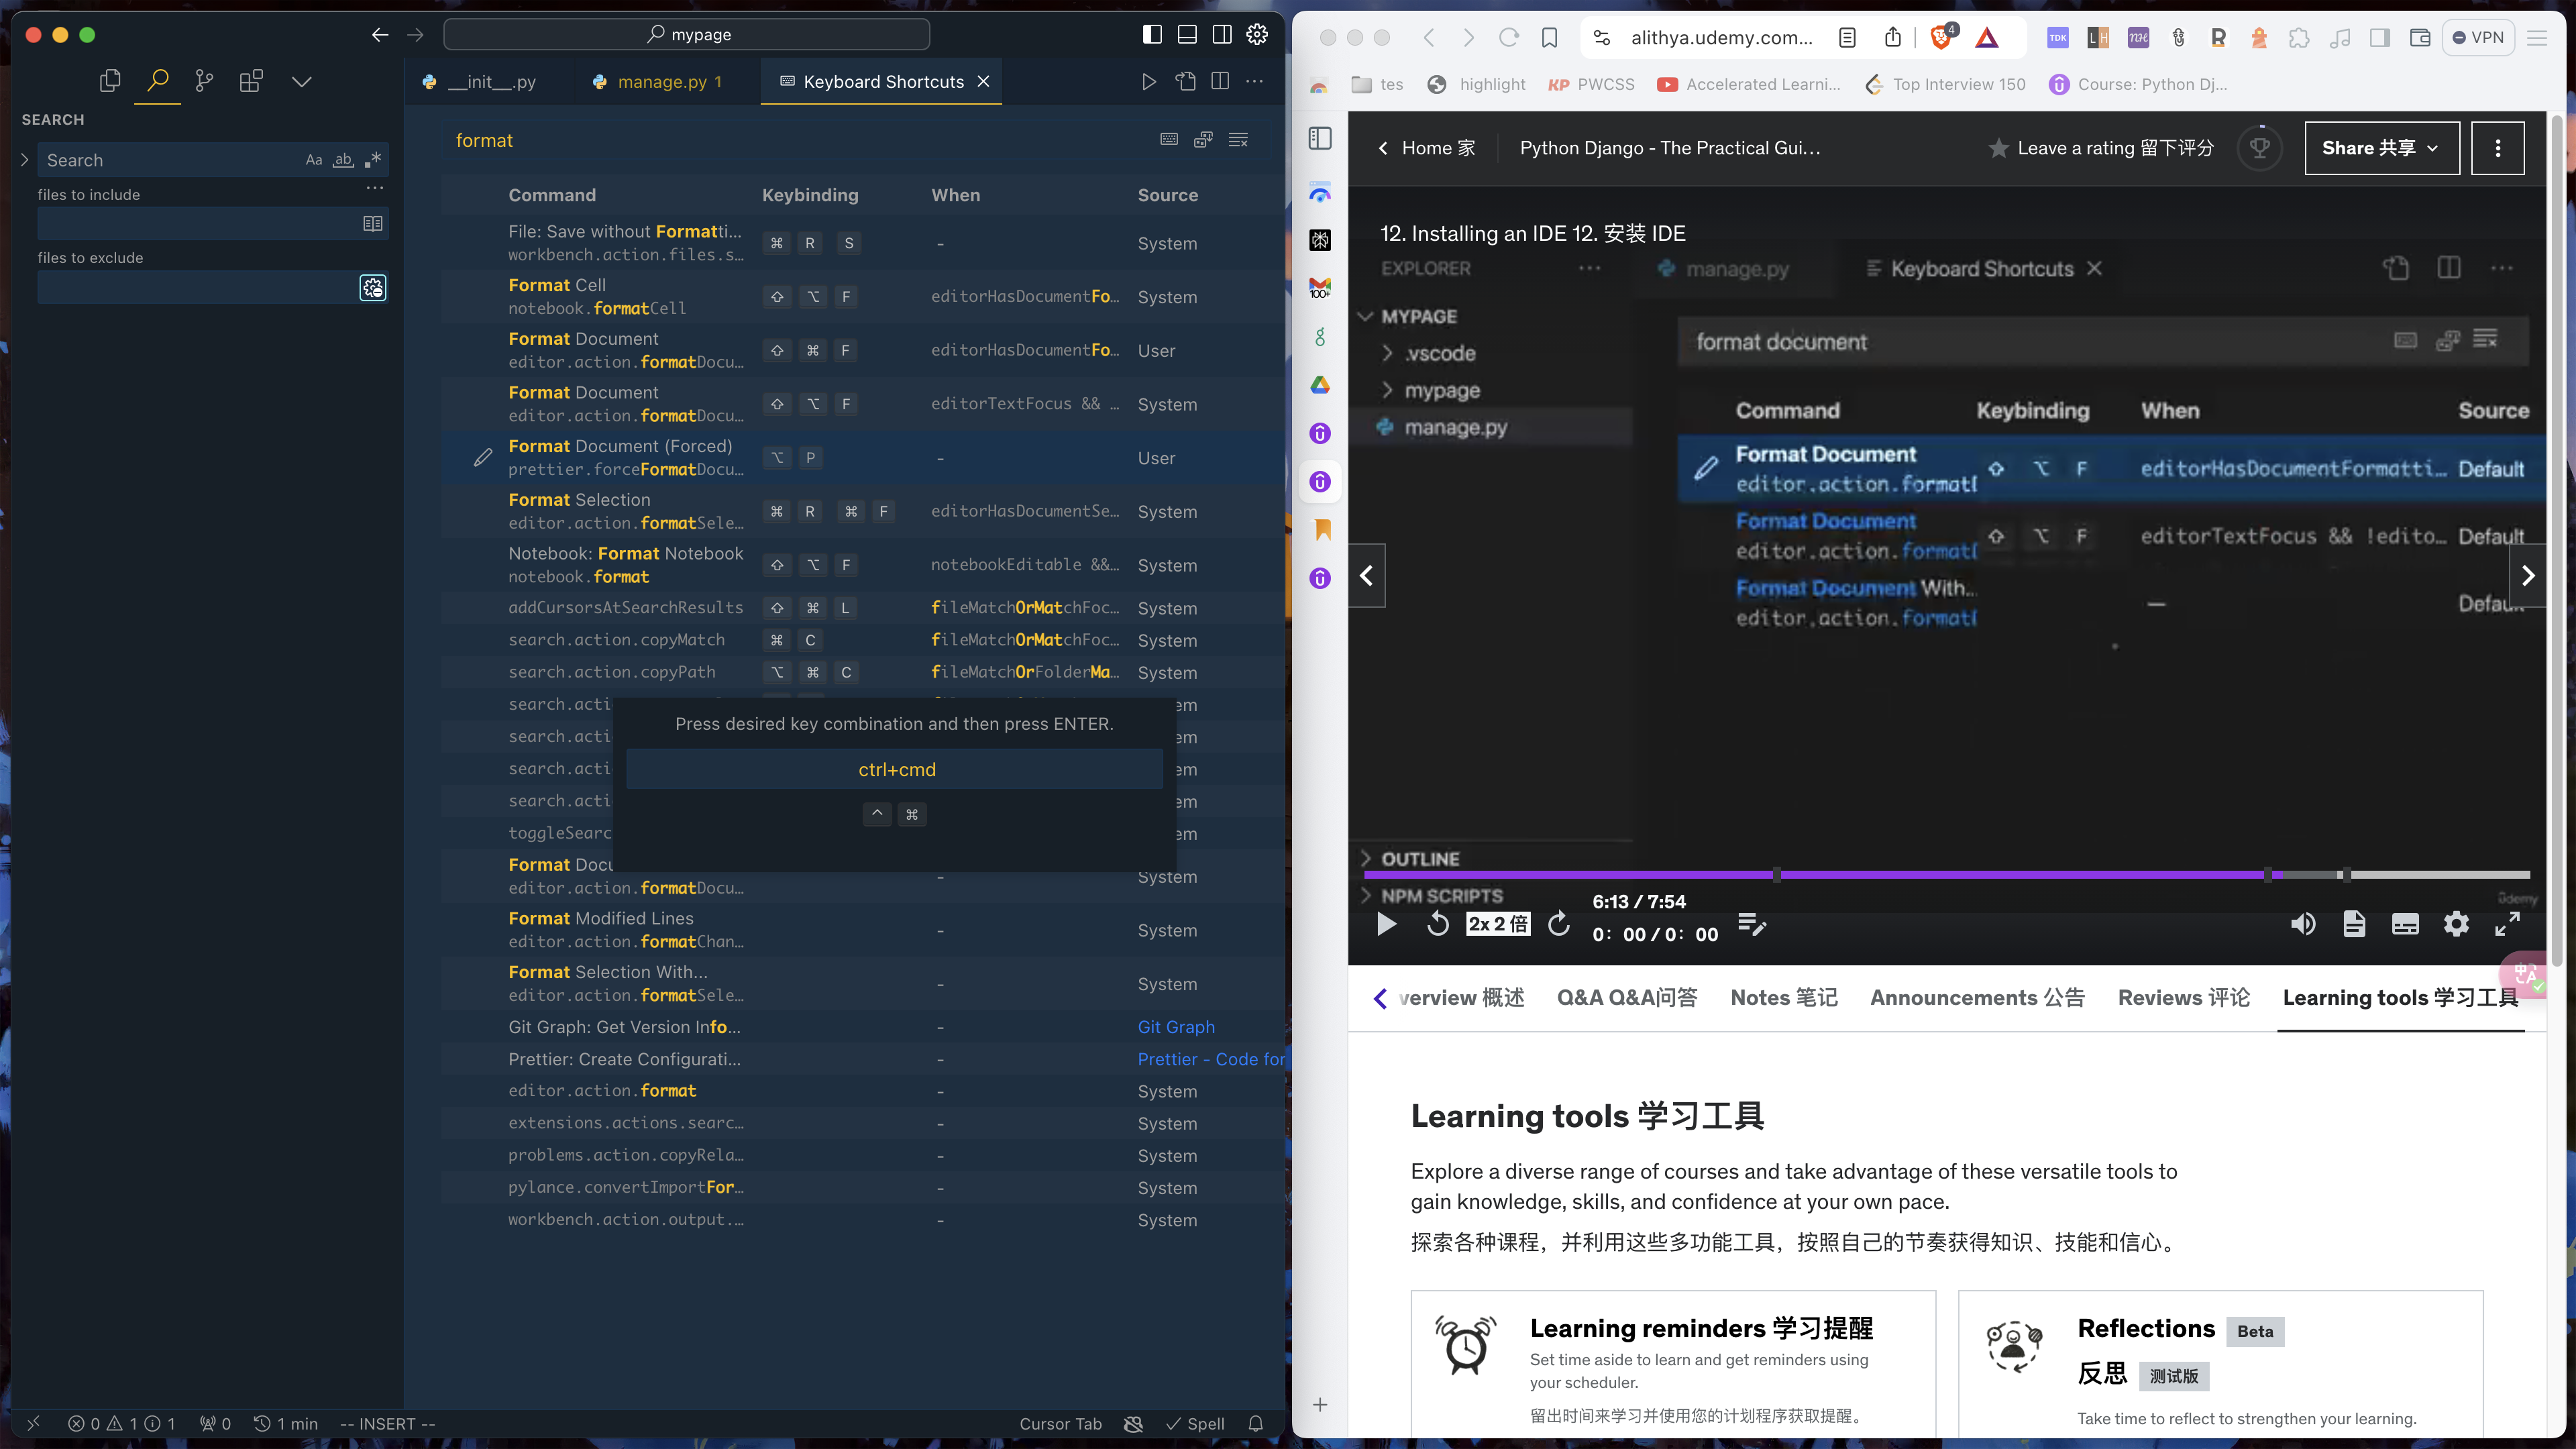 mypage
SEARCH
Search
Aa
ab
files to include
files to exclude
__init__.py
manage.py 1
Keyboard Shortcuts
format
Command Keybinding When Source
File: Save without Formatti...
workbench.action.files.s...
⌘ R S
-
System
Format Cell
notebook.formatCell
⇧ ⌥ F
editorHasDocumentFo...
System
Format Document
editor.action.formatDocu...
⇧ ⌘ F
editorHasDocumentFo...
User
Format Document
editor.action.formatDocu...
⇧ ⌥ F
editorTextFocus && ...
System
Format Document (Forced)
prettier.forceFormatDocu...
⌥ P
-
User
Format Selection
editor.action.formatSele...
⌘ R ⌘ F
editorHasDocumentSe...
System
Notebook: Format Notebook
notebook.format
⇧ ⌥ F
notebookEditable &&...
System
addCursorsAtSearchResults ⇧ ⌘ L fileMatchOrMatchFoc... System
search.action.copyMatch ⌘ C fileMatchOrMatchFoc... System
search.action.copyPath ⌥ ⌘ C fileMatchOrFolderMa... System
search.acti
em
search.acti
em
search.acti
em
search.acti
em
toggleSearc
em
Press desired key combination and then press ENTER.
ctrl+cmd
⌃ ⌘
Format Docu
editor.action.formatDocu...
-
System
Format Modified Lines
editor.action.formatChan...
-
System
Format Selection With...
editor.action.formatSele...
-
System
Git Graph: Get Version Info... - Git Graph
Prettier: Create Configurati... - Prettier - Code for
editor.action.format - System
extensions.actions.searc... - System
problems.action.copyRela... - System
pylance.convertImportFor... - System
workbench.action.output.... - System
0 1 1 0 1 min -- INSERT --
Cursor Tab Spell
alithya.udemy.com...
4
TDK
LH
R
VPN
tes
highlight
KP PWCSS
Accelerated Learni...
Top Interview 150
Course: Python Dj...
100+
Home 家
Python Django - The Practical Gui...
Leave a rating 留下评分
Share 共享
12. Installing an IDE 12. 安装 IDE
EXPLORER
manage.py
Keyboard Shortcuts
MYPAGE
.vscode
mypage
manage.py
format document
Command Keybinding When Source
Format Document
editor.action.format
⇧ ⌥ F
editorHasDocumentFormatti...
Default
Format Document
editor.action.format
⇧ ⌥ F
editorTextFocus && !edito...
Default
Format Document With...
editor.action.format
—
Defau
OUTLINE
NPM SCRIPTS
ûdemy
2x 2 倍
6:13 / 7:54
0：00 / 0：00
verview 概述
Q&A Q&A问答
Notes 笔记
Announcements 公告
Reviews 评论
Learning tools 学习工具
Learning tools 学习工具
Explore a diverse range of courses and take advantage of these versatile tools to
gain knowledge, skills, and confidence at your own pace.
探索各种课程，并利用这些多功能工具，按照自己的节奏获得知识、技能和信心。
Learning reminders 学习提醒
Set time aside to learn and get reminders using
your scheduler.
留出时间来学习并使用您的计划程序获取提醒。
Reflections Beta
反思 测试版
Take time to reflect to strengthen your learning.